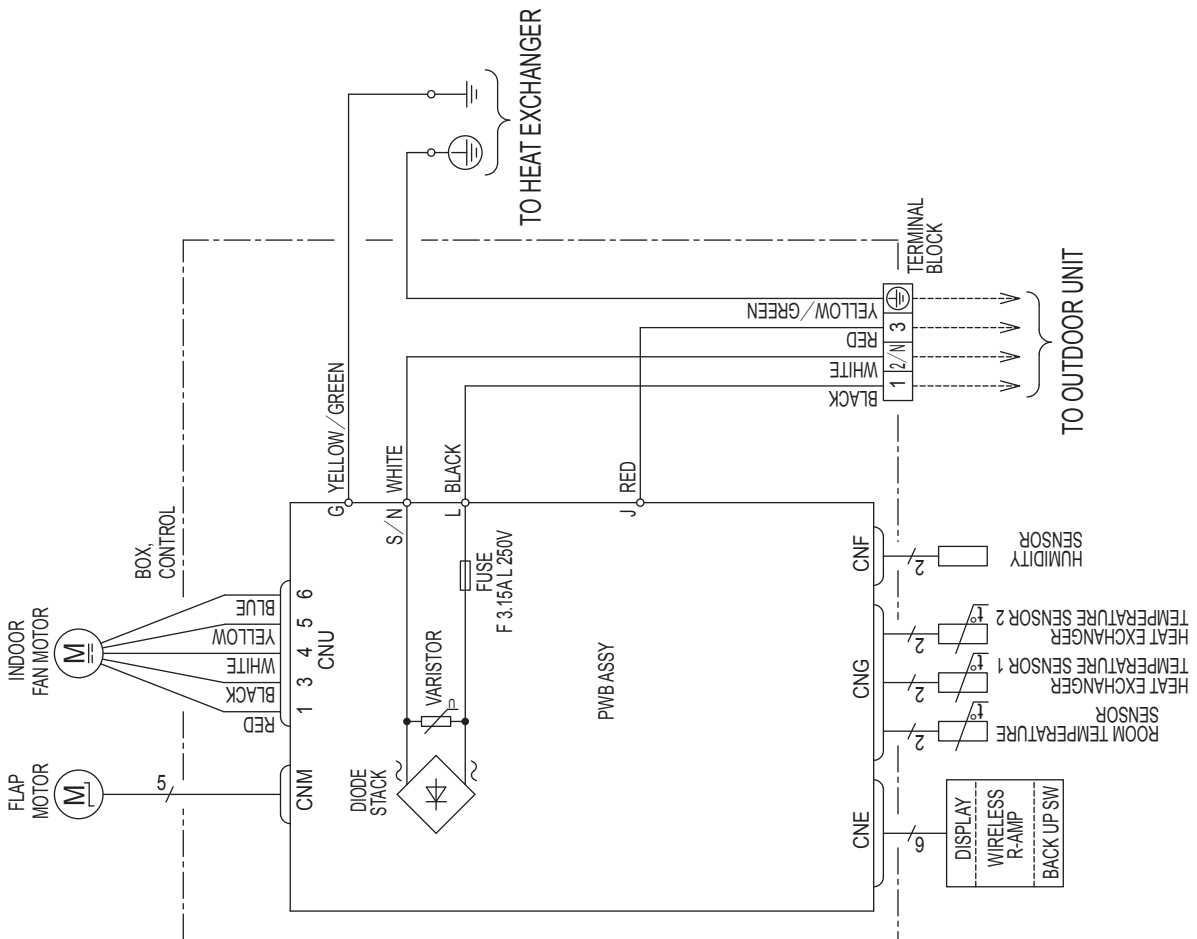 TO HEAT EXCHANGER
BOX,
CONTROL
INDOOR
FAN MOTOR
M
BLUE
YELLOW
WHITE
BLACK
RED
6
5
4
3
1
CNU
FLAP
MOTOR
M
5
CNM
G
YELLOW/GREEN
S/N
WHITE
L
BLACK
J
RED
FUSE
F 3.15A L 250V
VARISTOR
n
DIODE
STACK
PWB ASSY
TERMINAL
BLOCK
YELLOW/GREEN
RED
WHITE
BLACK
3
2/N
1
TO OUTDOOR UNIT
CNF
2
HUMIDITY
SENSOR
CNG
2
t°
HEAT EXCHANGER
TEMPERATURE SENSOR 2
2
t°
HEAT EXCHANGER
TEMPERATURE SENSOR 1
2
t°
ROOM TEMPERATURE
SENSOR
CNE
6
DISPLAY
WIRELESS
R-AMP
BACK UP SW